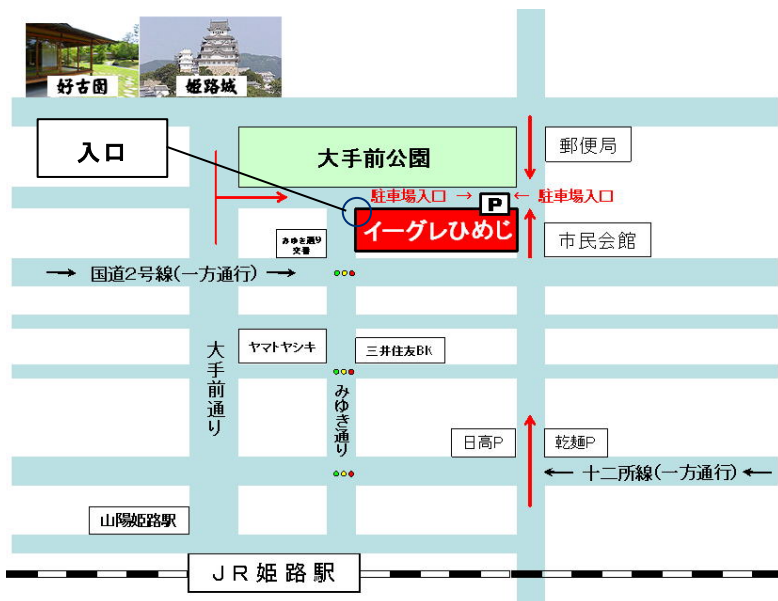 好古園
姫路城
入口
大手前公園
郵便局
駐車場入口 →
P
← 駐車場入口
イーグレひめじ
市民会館
みゆき通り
交番
→ 国道2号線(一方通行) →
大手前通り
ヤマトヤシキ
三井住友BK
みゆき通り
日高P
乾麺P
← 十二所線(一方通行) ←
山陽姫路駅
JR姫路駅